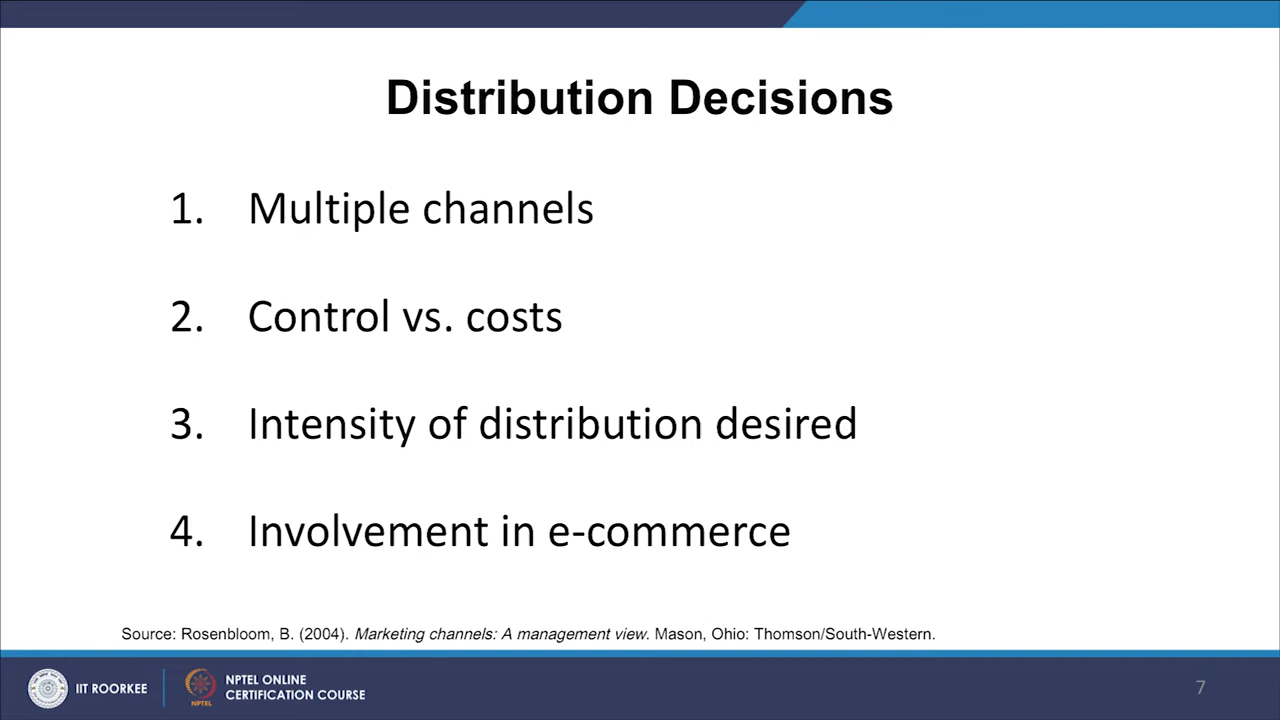 Distribution Decisions
1. Multiple channels
2. Control vs. costs
3. Intensity of distribution desired
4. Involvement in e-commerce
Source: Rosenbloom, B. (2004). Marketing channels: A management view. Mason, Ohio: Thomson/South-Western.
IIT ROORKEE
NPTEL
NPTEL ONLINE
CERTIFICATION COURSE
7